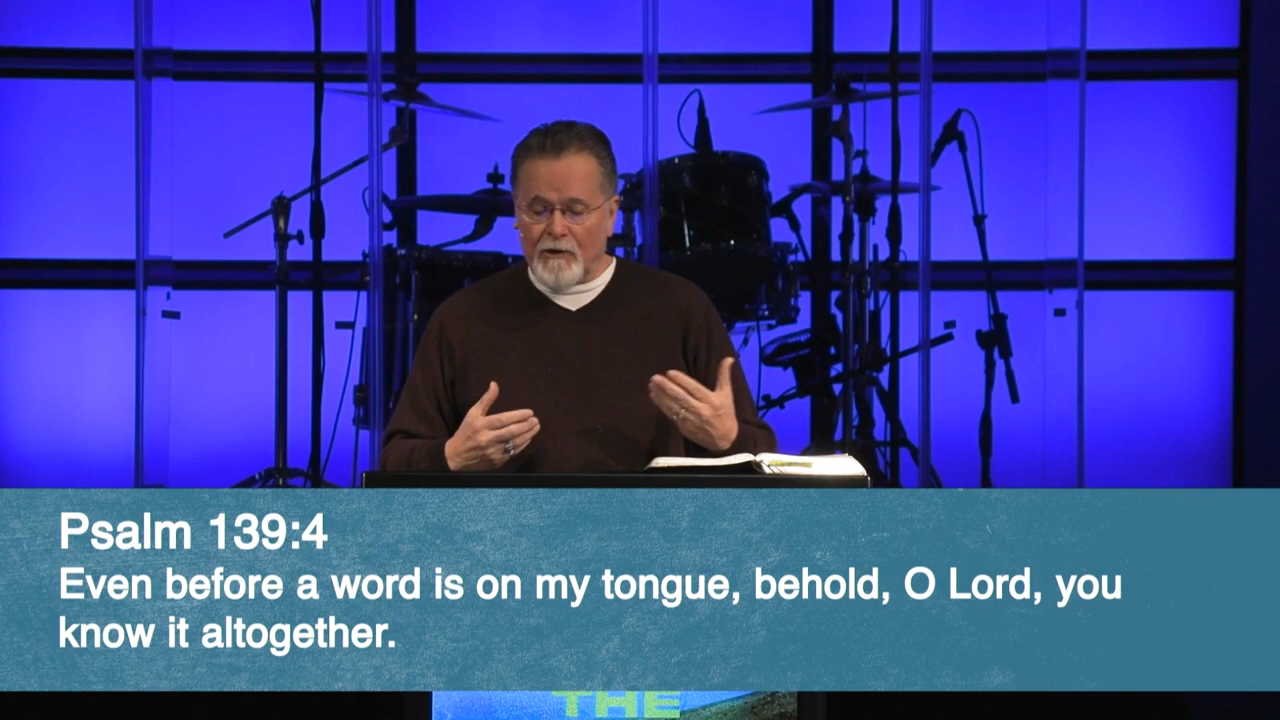 Psalm 139:4
Even before a word is on my tongue, behold, O Lord, you
know it altogether.
THE